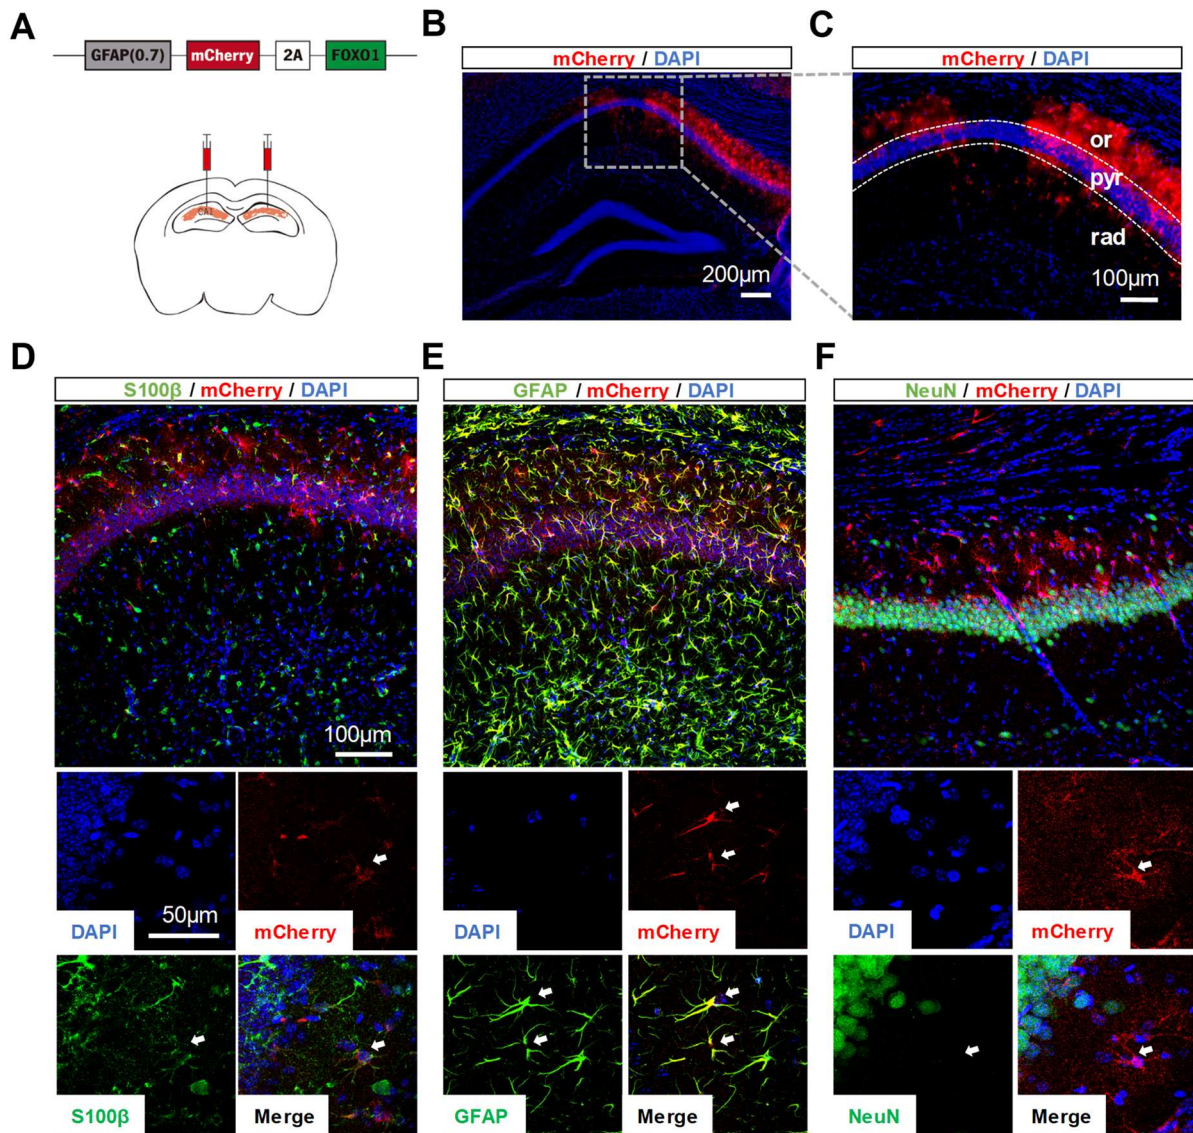 A
GFAP(0.7) mCherry 2A FOXO1
CA1
B
mCherry / DAPI
200μm
C
mCherry / DAPI
or
pyr
rad
100μm
D
S100β / mCherry / DAPI
100μm
DAPI
50μm
mCherry
S100β
Merge
E
GFAP / mCherry / DAPI
DAPI
mCherry
GFAP
Merge
F
NeuN / mCherry / DAPI
DAPI
mCherry
NeuN
Merge